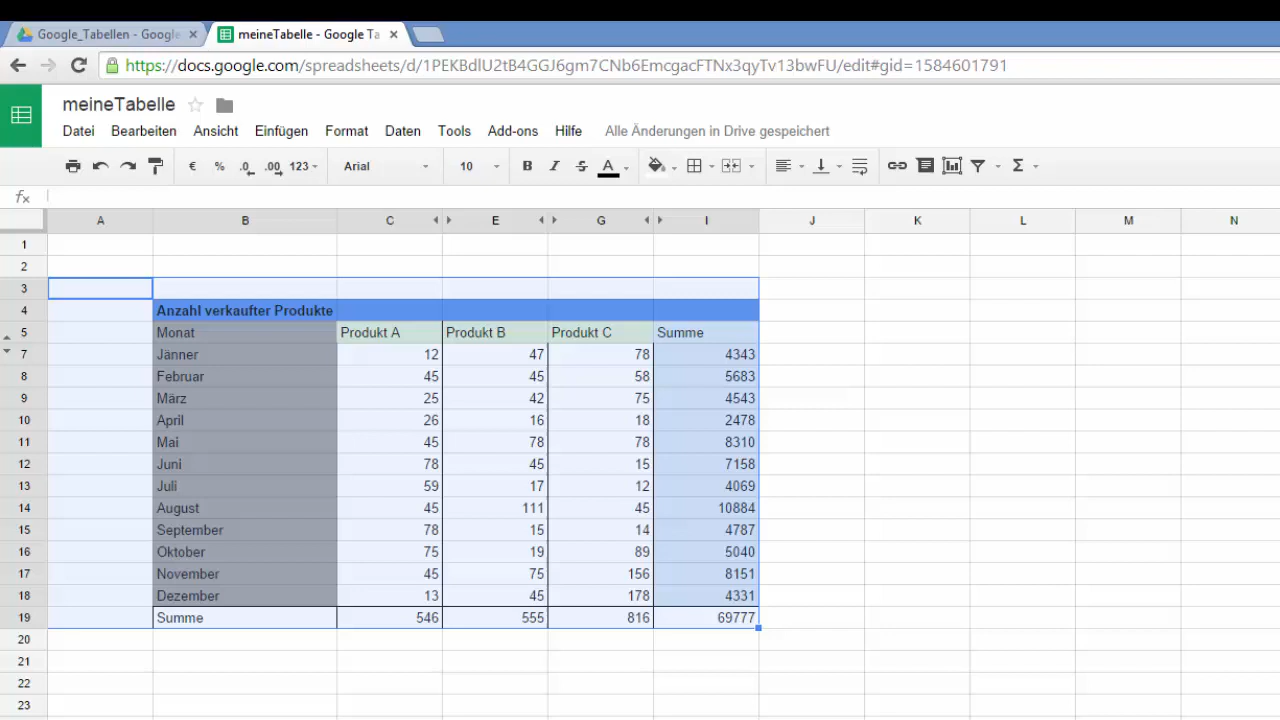 Google_Tabellen - Google
meineTabelle - Google Ta
https://docs.google.com/spreadsheets/d/1PEKBdlU2tB4GGJ6gm7CNb6EmcgacFTNx3qyTv13bwFU/edit#gid=1584601791
meineTabelle
Datei Bearbeiten Ansicht Einfügen Format Daten Tools Add-ons Hilfe Alle Änderungen in Drive gespeichert
€ % .0 .00 123 Arial 10 B I S A Σ
fx
A B C E G I J K L M N
1
2
3
4 Anzahl verkaufter Produkte
5 Monat Produkt A Produkt B Produkt C Summe
7 Jänner 12 47 78 4343
8 Februar 45 45 58 5683
9 März 25 42 75 4543
10 April 26 16 18 2478
11 Mai 45 78 78 8310
12 Juni 78 45 15 7158
13 Juli 59 17 12 4069
14 August 45 111 45 10884
15 September 78 15 14 4787
16 Oktober 75 19 89 5040
17 November 45 75 156 8151
18 Dezember 13 45 178 4331
19 Summe 546 555 816 69777
20
21
22
23